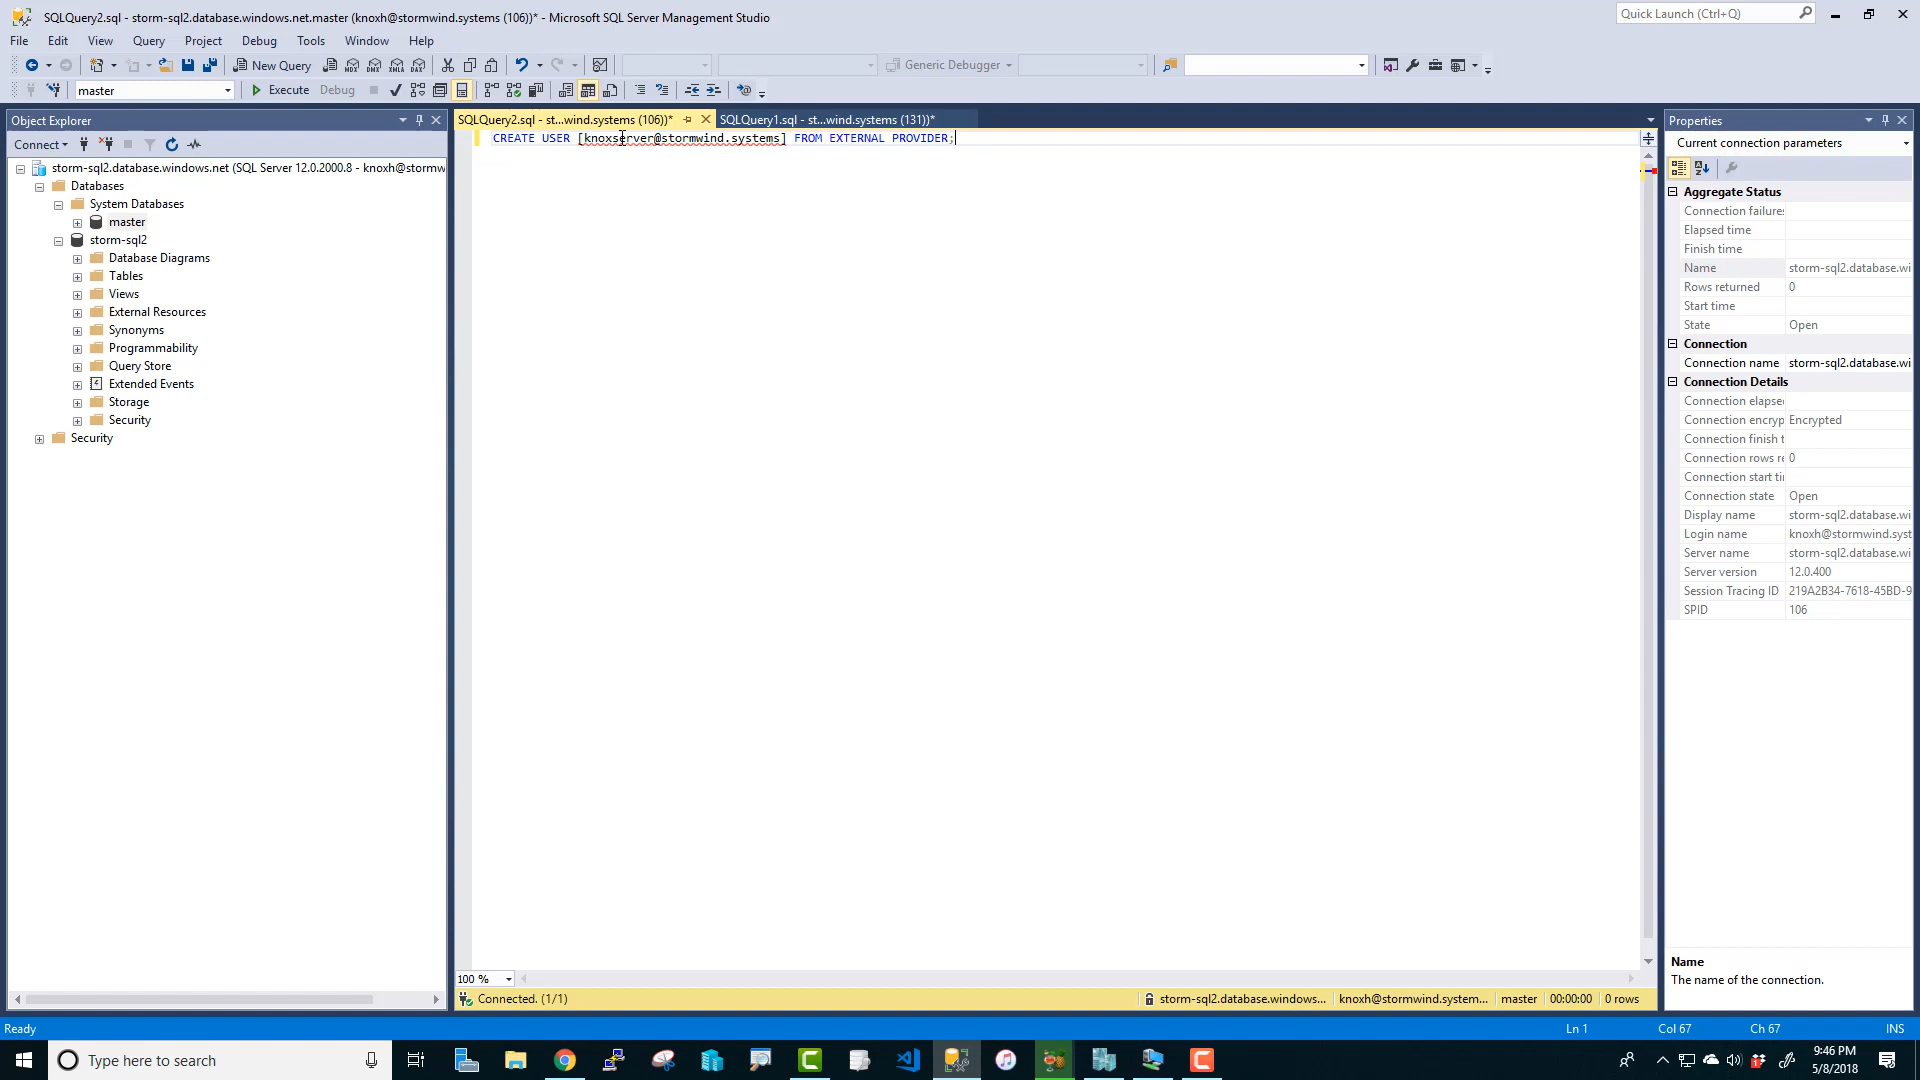 SQLQuery2.sql - storm-sql2.database.windows.net.master (knoxh@stormwind.systems (106))* - Microsoft SQL Server Management Studio
Quick Launch (Ctrl+Q)
File Edit View Query Project Debug Tools Window Help
New Query
Generic Debugger
master
Execute Debug
Object Explorer
SQLQuery2.sql - st...wind.systems (106))*
SQLQuery1.sql - st...wind.systems (131))*
Properties
Connect
CREATE USER [knoxserver@stormwind.systems] FROM EXTERNAL PROVIDER;
Current connection parameters
storm-sql2.database.windows.net (SQL Server 12.0.2000.8 - knoxh@stormw
Databases
System Databases
master
storm-sql2
Database Diagrams
Tables
Views
External Resources
Synonyms
Programmability
Query Store
Extended Events
Storage
Security
Security
Aggregate Status
Connection failures
Elapsed time
Finish time
Name storm-sql2.database.wi
Rows returned 0
Start time
State Open
Connection
Connection name storm-sql2.database.wi
Connection Details
Connection elapse
Connection encryp Encrypted
Connection finish t
Connection rows re 0
Connection start ti
Connection state Open
Display name storm-sql2.database.wi
Login name knoxh@stormwind.syst
Server name storm-sql2.database.wi
Server version 12.0.400
Session Tracing ID 219A2B34-7618-45BD-9
SPID 106
Name
The name of the connection.
100 %
Connected. (1/1)
storm-sql2.database.windows... knoxh@stormwind.system... master 00:00:00 0 rows
Ready
Ln 1 Col 67 Ch 67 INS
Type here to search
9:46 PM
5/8/2018